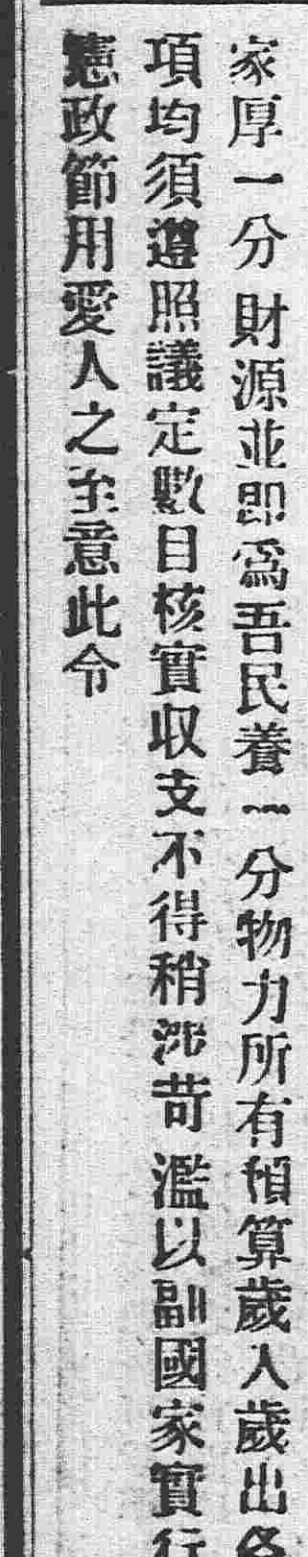 家厚一分財源並即為吾民養一分物力所有預算歲入歲出各
項均須遵照議定數目核實収支不得稍涉苛濫以副國家實行
憲政節用愛人之至意此令